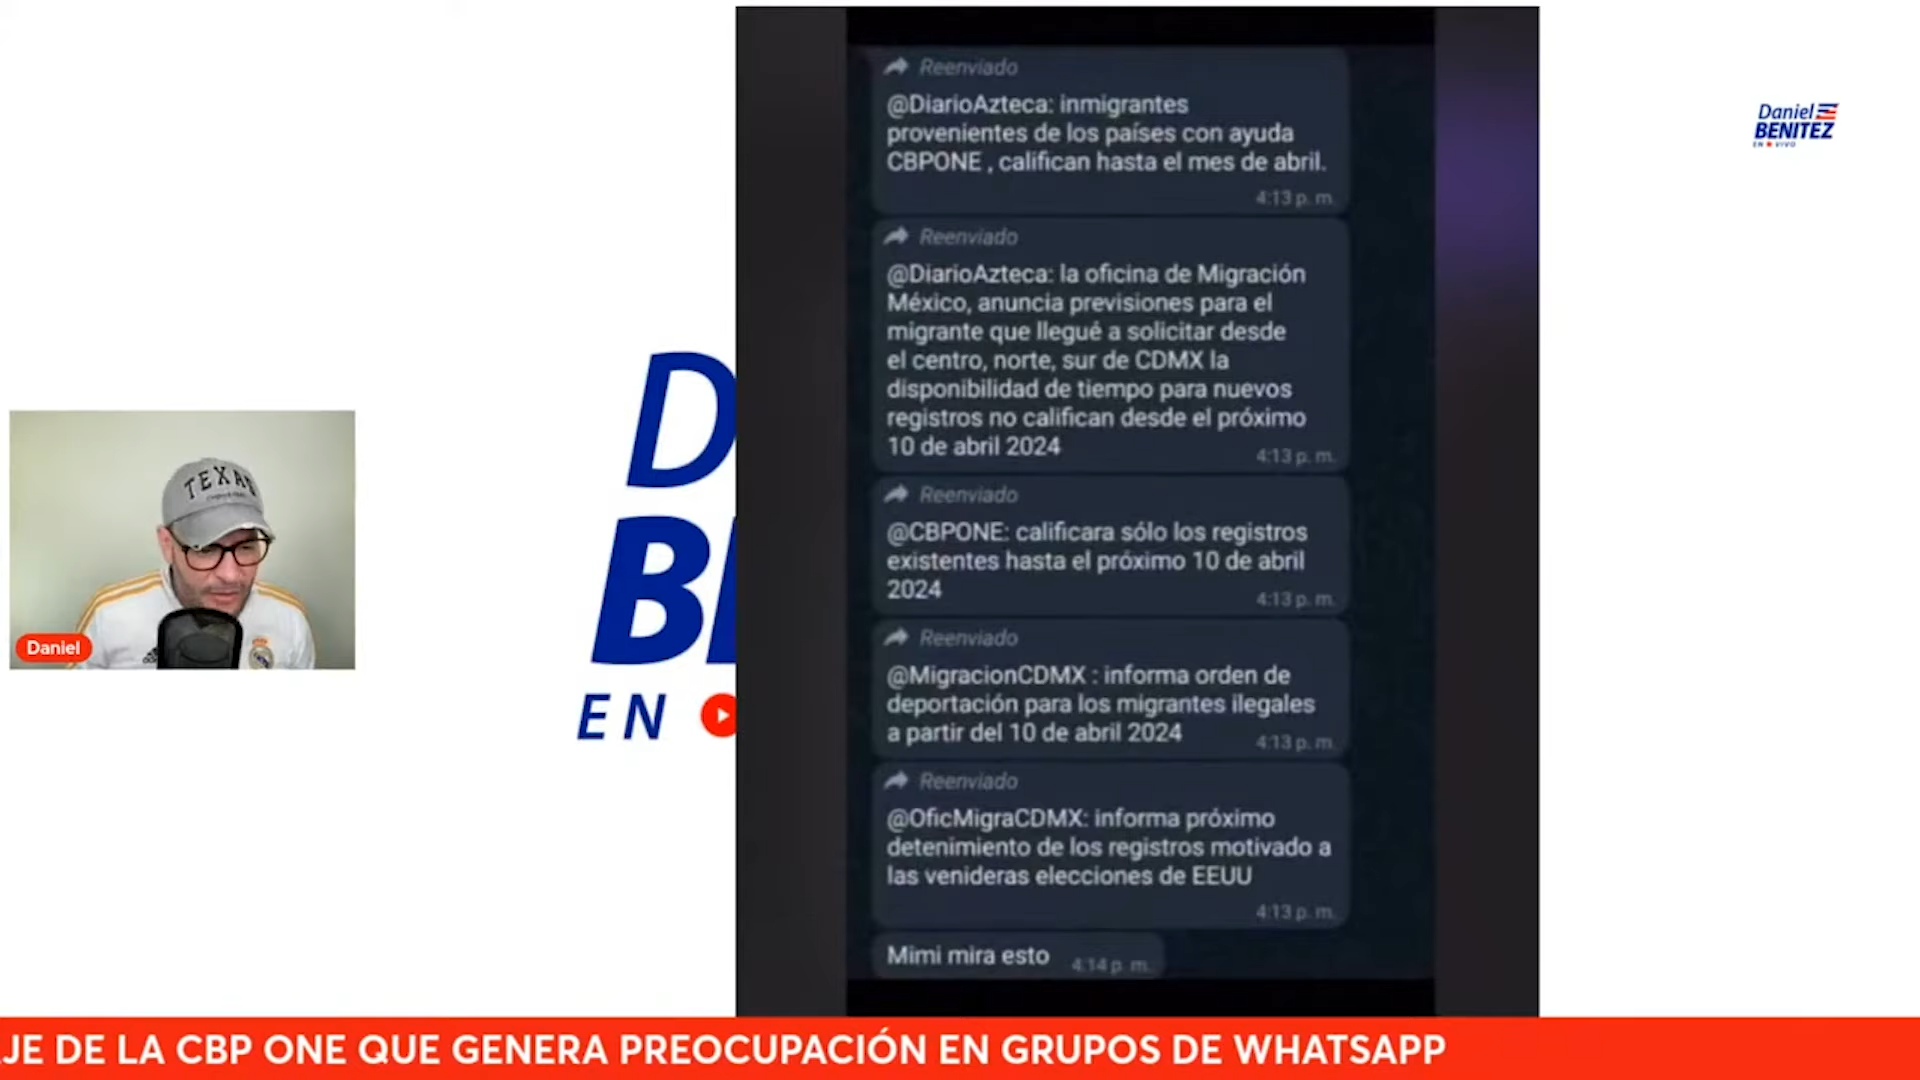 Reenviado
@DiarioAzteca: inmigrantes
provenientes de los países con ayuda
CBPONE , califican hasta el mes de abril.
4:13 p. m.
Reenviado
@DiarioAzteca: la oficina de Migración
México, anuncia previsiones para el
migrante que llegué a solicitar desde
el centro, norte, sur de CDMX la
disponibilidad de tiempo para nuevos
registros no califican desde el próximo
10 de abril 2024
4:13 p. m.
Reenviado
@CBPONE: calificara sólo los registros
existentes hasta el próximo 10 de abril
2024
4:13 p. m.
Reenviado
@MigracionCDMX : informa orden de
deportación para los migrantes ilegales
a partir del 10 de abril 2024
4:13 p. m.
Reenviado
@OficMigraCDMX: informa próximo
detenimiento de los registros motivado a
las venideras elecciones de EEUU
4:13 p. m.
Mimi mira esto
4:14 p. m.
Daniel
BENITEZ
EN VIVO
D
B
EN
TEXAS
Daniel
JE DE LA CBP ONE QUE GENERA PREOCUPACIÓN EN GRUPOS DE WHATSAPP